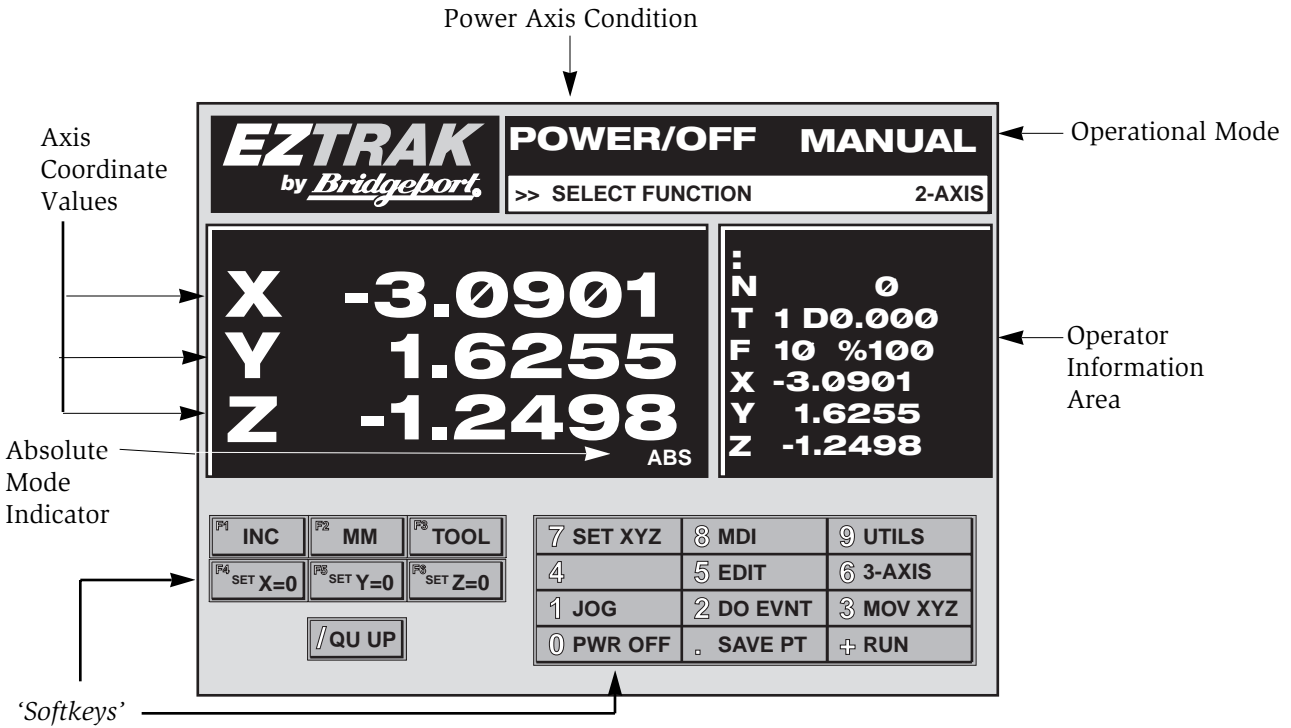 Power Axis Condition
Axis
Coordinate
Values
EZTRAK
by Bridgeport.
POWER/OFF MANUAL
>> SELECT FUNCTION 2-AXIS
Operational Mode
X -3.0901
Y 1.6255
Z -1.2498
ABS
:
N 0
T 1 D0.000
F 10 %100
X -3.0901
Y 1.6255
Z -1.2498
Operator
Information
Area
Absolute
Mode
Indicator
F1 INC F2 MM F3 TOOL
F4 SET X=0 F5 SET Y=0 F6 SET Z=0
/ QU UP
7 SET XYZ 8 MDI 9 UTILS
4 5 EDIT 6 3-AXIS
1 JOG 2 DO EVNT 3 MOV XYZ
0 PWR OFF . SAVE PT + RUN
‘Softkeys’